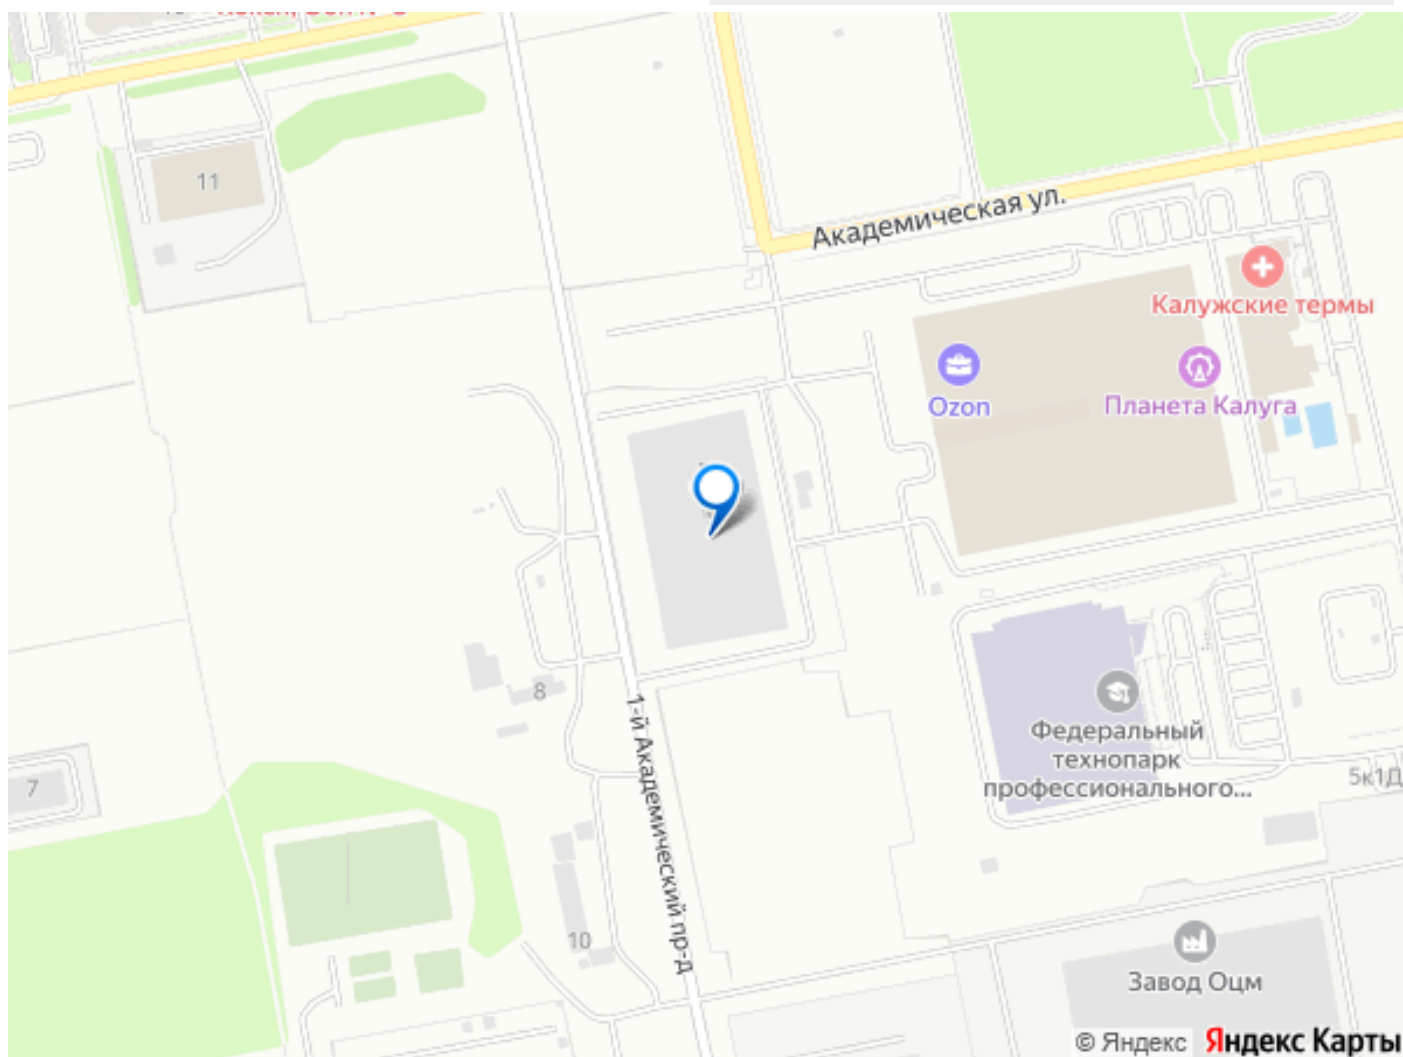 11
Академическая ул.
Калужские термы
Ozon
Планета Калуга
8
1-й Академический пр-д
Федеральный
технопарк
профессионального...
7
5к1Д
10
Завод Оцм
© Яндекс Яндекс Карты